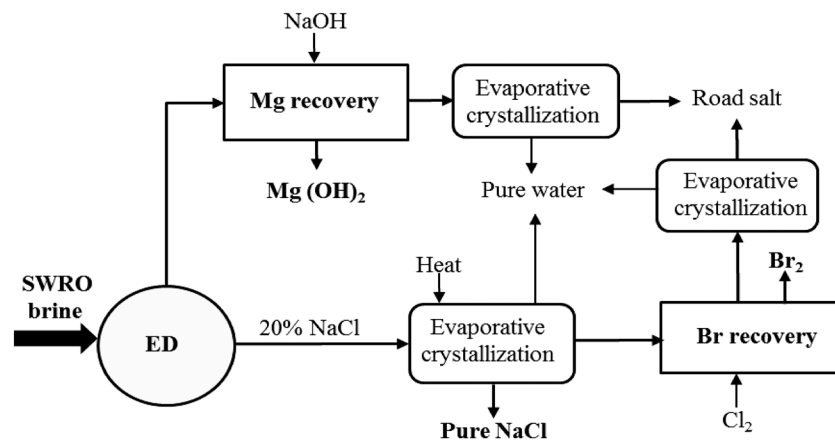 NaOH
Mg recovery
Evaporative
crystallization
Road salt
Mg (OH)₂
Pure water
Evaporative
crystallization
SWRO
brine
Heat
Br₂
ED
20% NaCl
Evaporative
crystallization
Br recovery
Pure NaCl
Cl₂